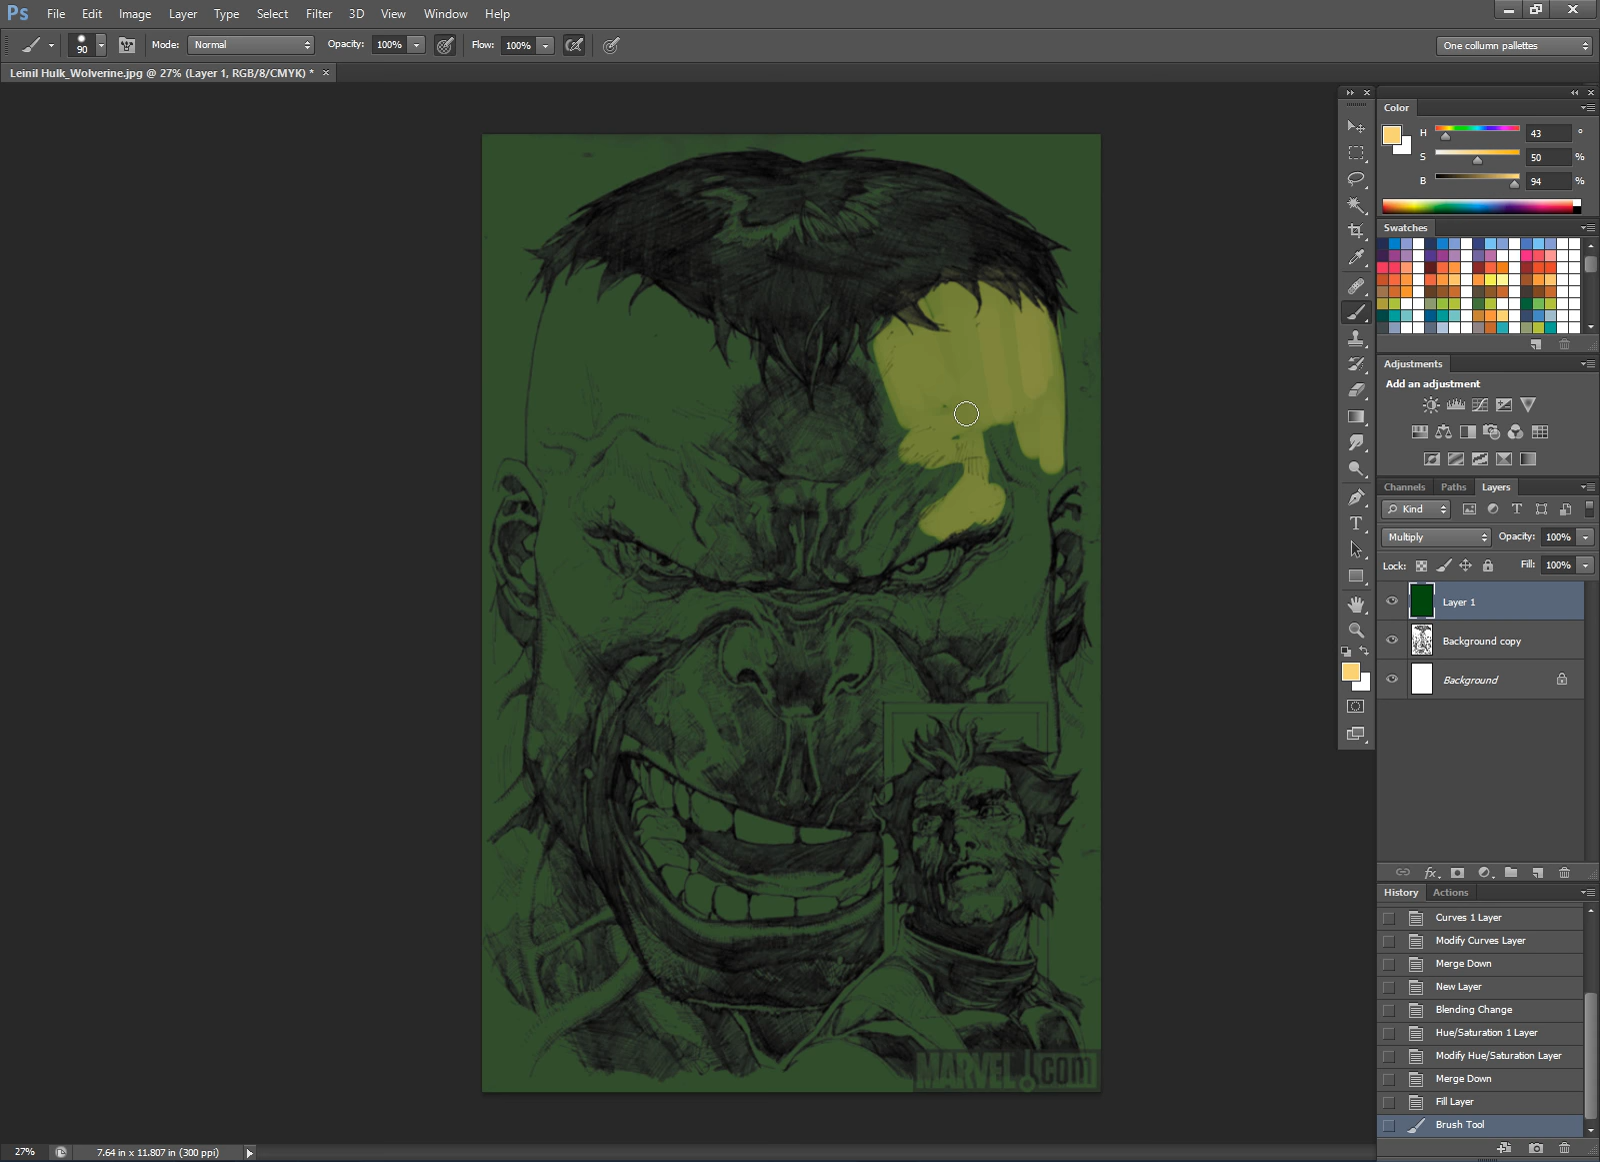 Ps File Edit Image Layer Type Select Filter 3D View Window Help
90 Mode: Normal Opacity: 100% Flow: 100% One collumn pallettes
Leinil Hulk_Wolverine.jpg @ 27% (Layer 1, RGB/8/CMYK) * ×
Color
H 43 °
S 50 %
B 94 %
Swatches
Adjustments
Add an adjustment
Channels Paths Layers
Kind
Multiply Opacity: 100%
Lock: Fill: 100%
Layer 1
Background copy
Background
fx
History Actions
Curves 1 Layer
Modify Curves Layer
Merge Down
New Layer
Blending Change
Hue/Saturation 1 Layer
Modify Hue/Saturation Layer
Merge Down
Fill Layer
Brush Tool
MARVEL.com
27% 7.64 in x 11.807 in (300 ppi)